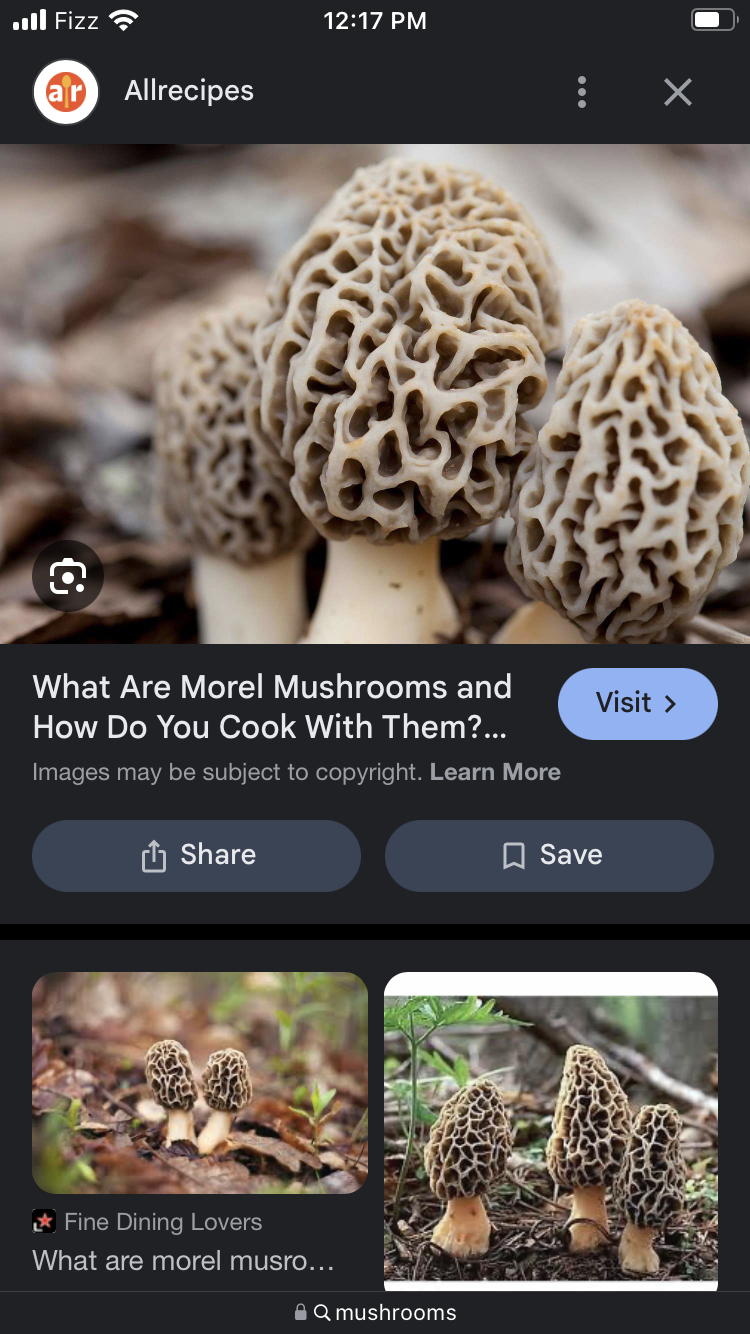 Fizz
12:17 PM
ar
Allrecipes
What Are Morel Mushrooms and
How Do You Cook With Them?...
Visit
Images may be subject to copyright. Learn More
Share
Save
Fine Dining Lovers
What are morel musro...
mushrooms